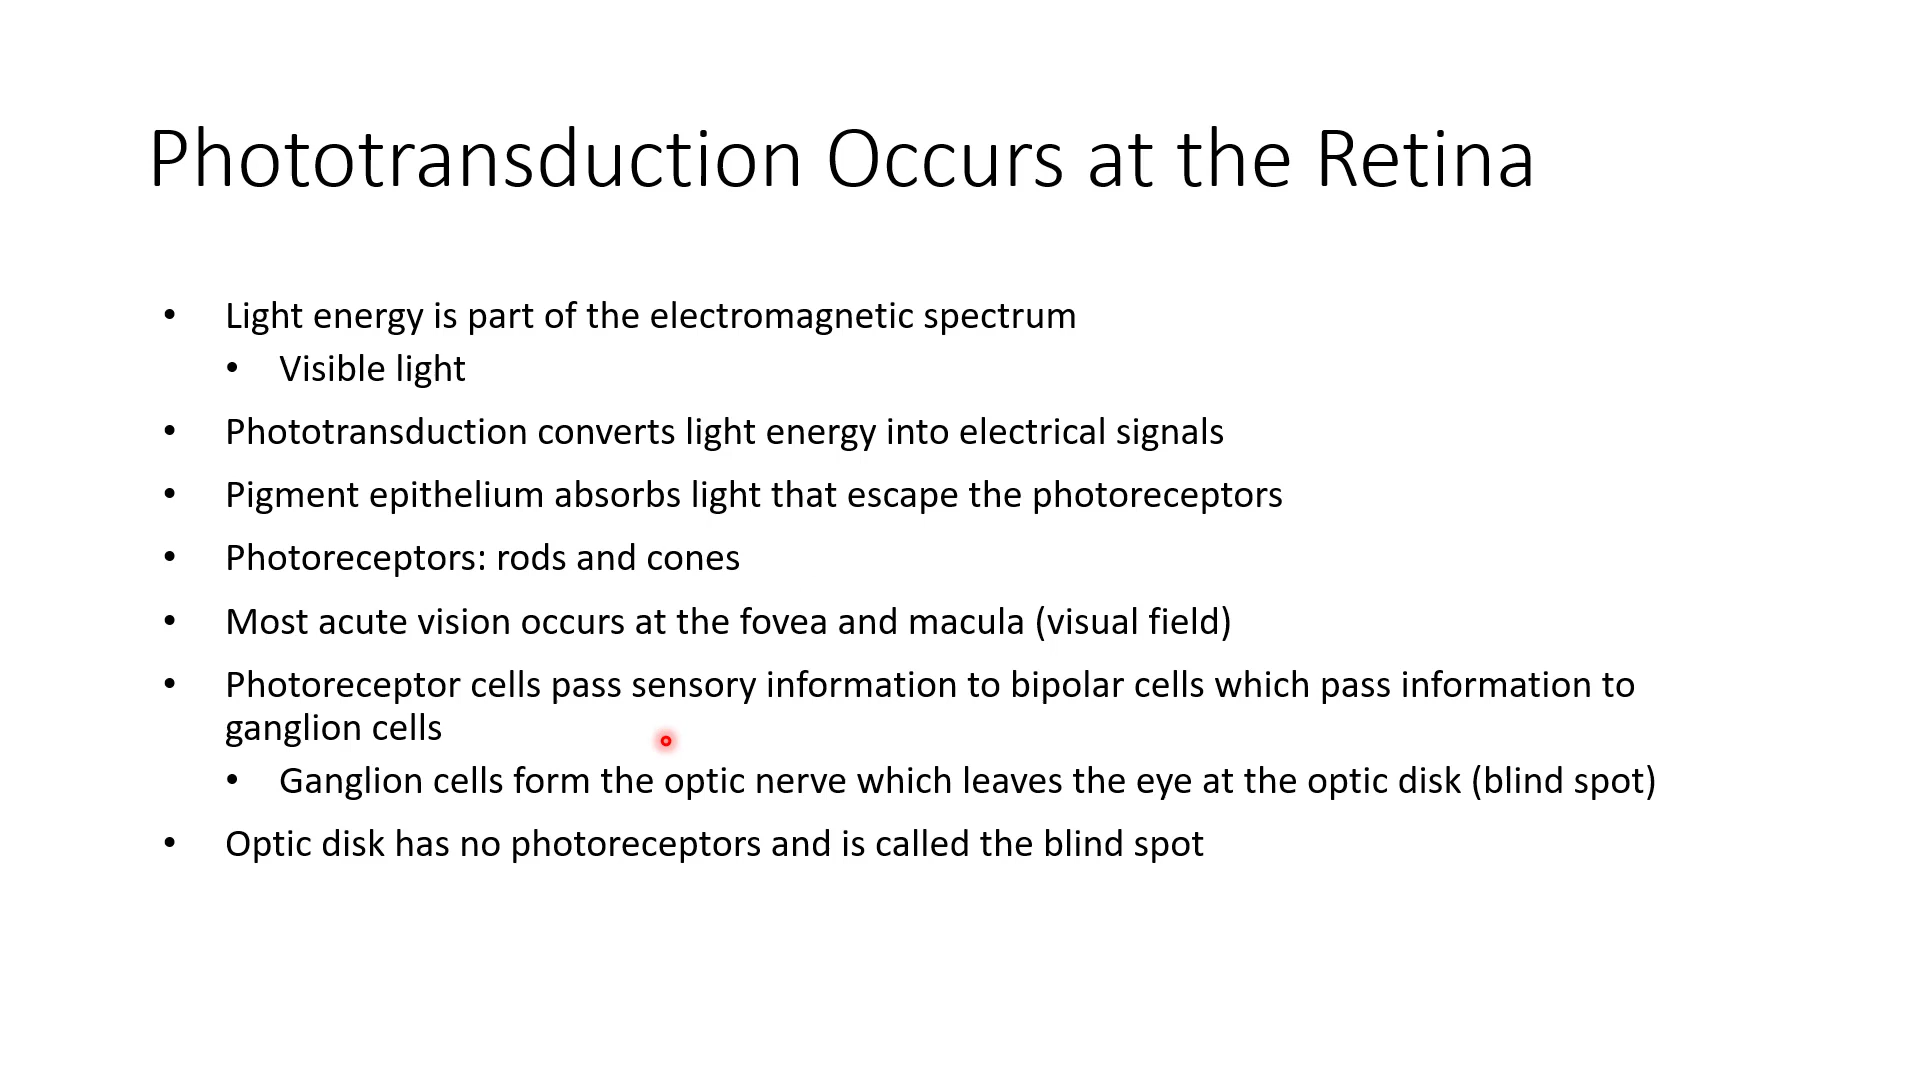 Phototransduction Occurs at the Retina
• Light energy is part of the electromagnetic spectrum
• Visible light
• Phototransduction converts light energy into electrical signals
• Pigment epithelium absorbs light that escape the photoreceptors
• Photoreceptors: rods and cones
• Most acute vision occurs at the fovea and macula (visual field)
• Photoreceptor cells pass sensory information to bipolar cells which pass information to
ganglion cells
• Ganglion cells form the optic nerve which leaves the eye at the optic disk (blind spot)
• Optic disk has no photoreceptors and is called the blind spot